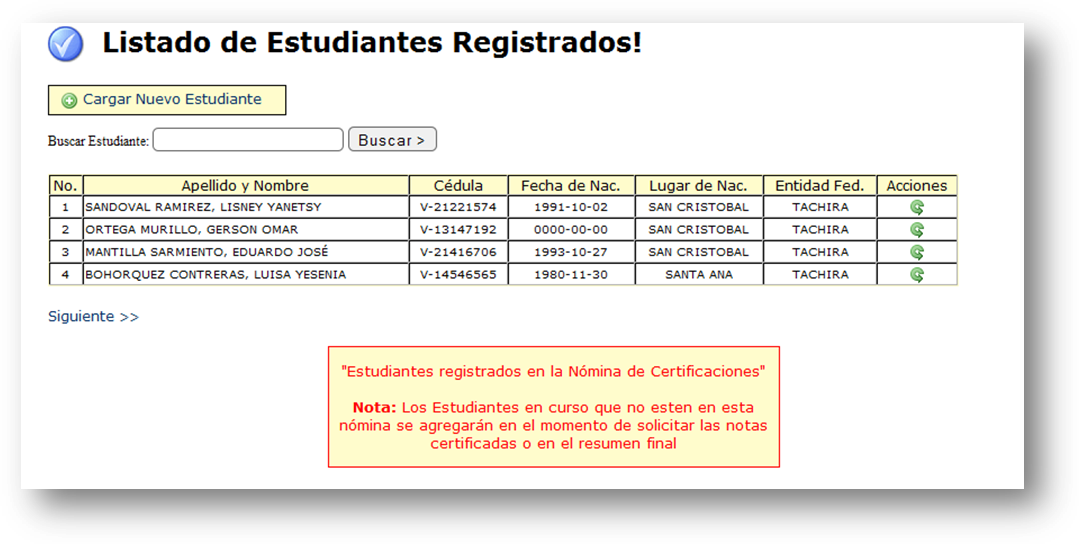 Listado de Estudiantes Registrados!
Cargar Nuevo Estudiante
Buscar Estudiante: Buscar >
No. Apellido y Nombre Cédula Fecha de Nac. Lugar de Nac. Entidad Fed. Acciones
1 SANDOVAL RAMIREZ, LISNEY YANETSY V-21221574 1991-10-02 SAN CRISTOBAL TACHIRA
2 ORTEGA MURILLO, GERSON OMAR V-13147192 0000-00-00 SAN CRISTOBAL TACHIRA
3 MANTILLA SARMIENTO, EDUARDO JOSÉ V-21416706 1993-10-27 SAN CRISTOBAL TACHIRA
4 BOHORQUEZ CONTRERAS, LUISA YESENIA V-14546565 1980-11-30 SANTA ANA TACHIRA
Siguiente >>
"Estudiantes registrados en la Nómina de Certificaciones"
Nota: Los Estudiantes en curso que no esten en esta
nómina se agregarán en el momento de solicitar las notas
certificadas o en el resumen final